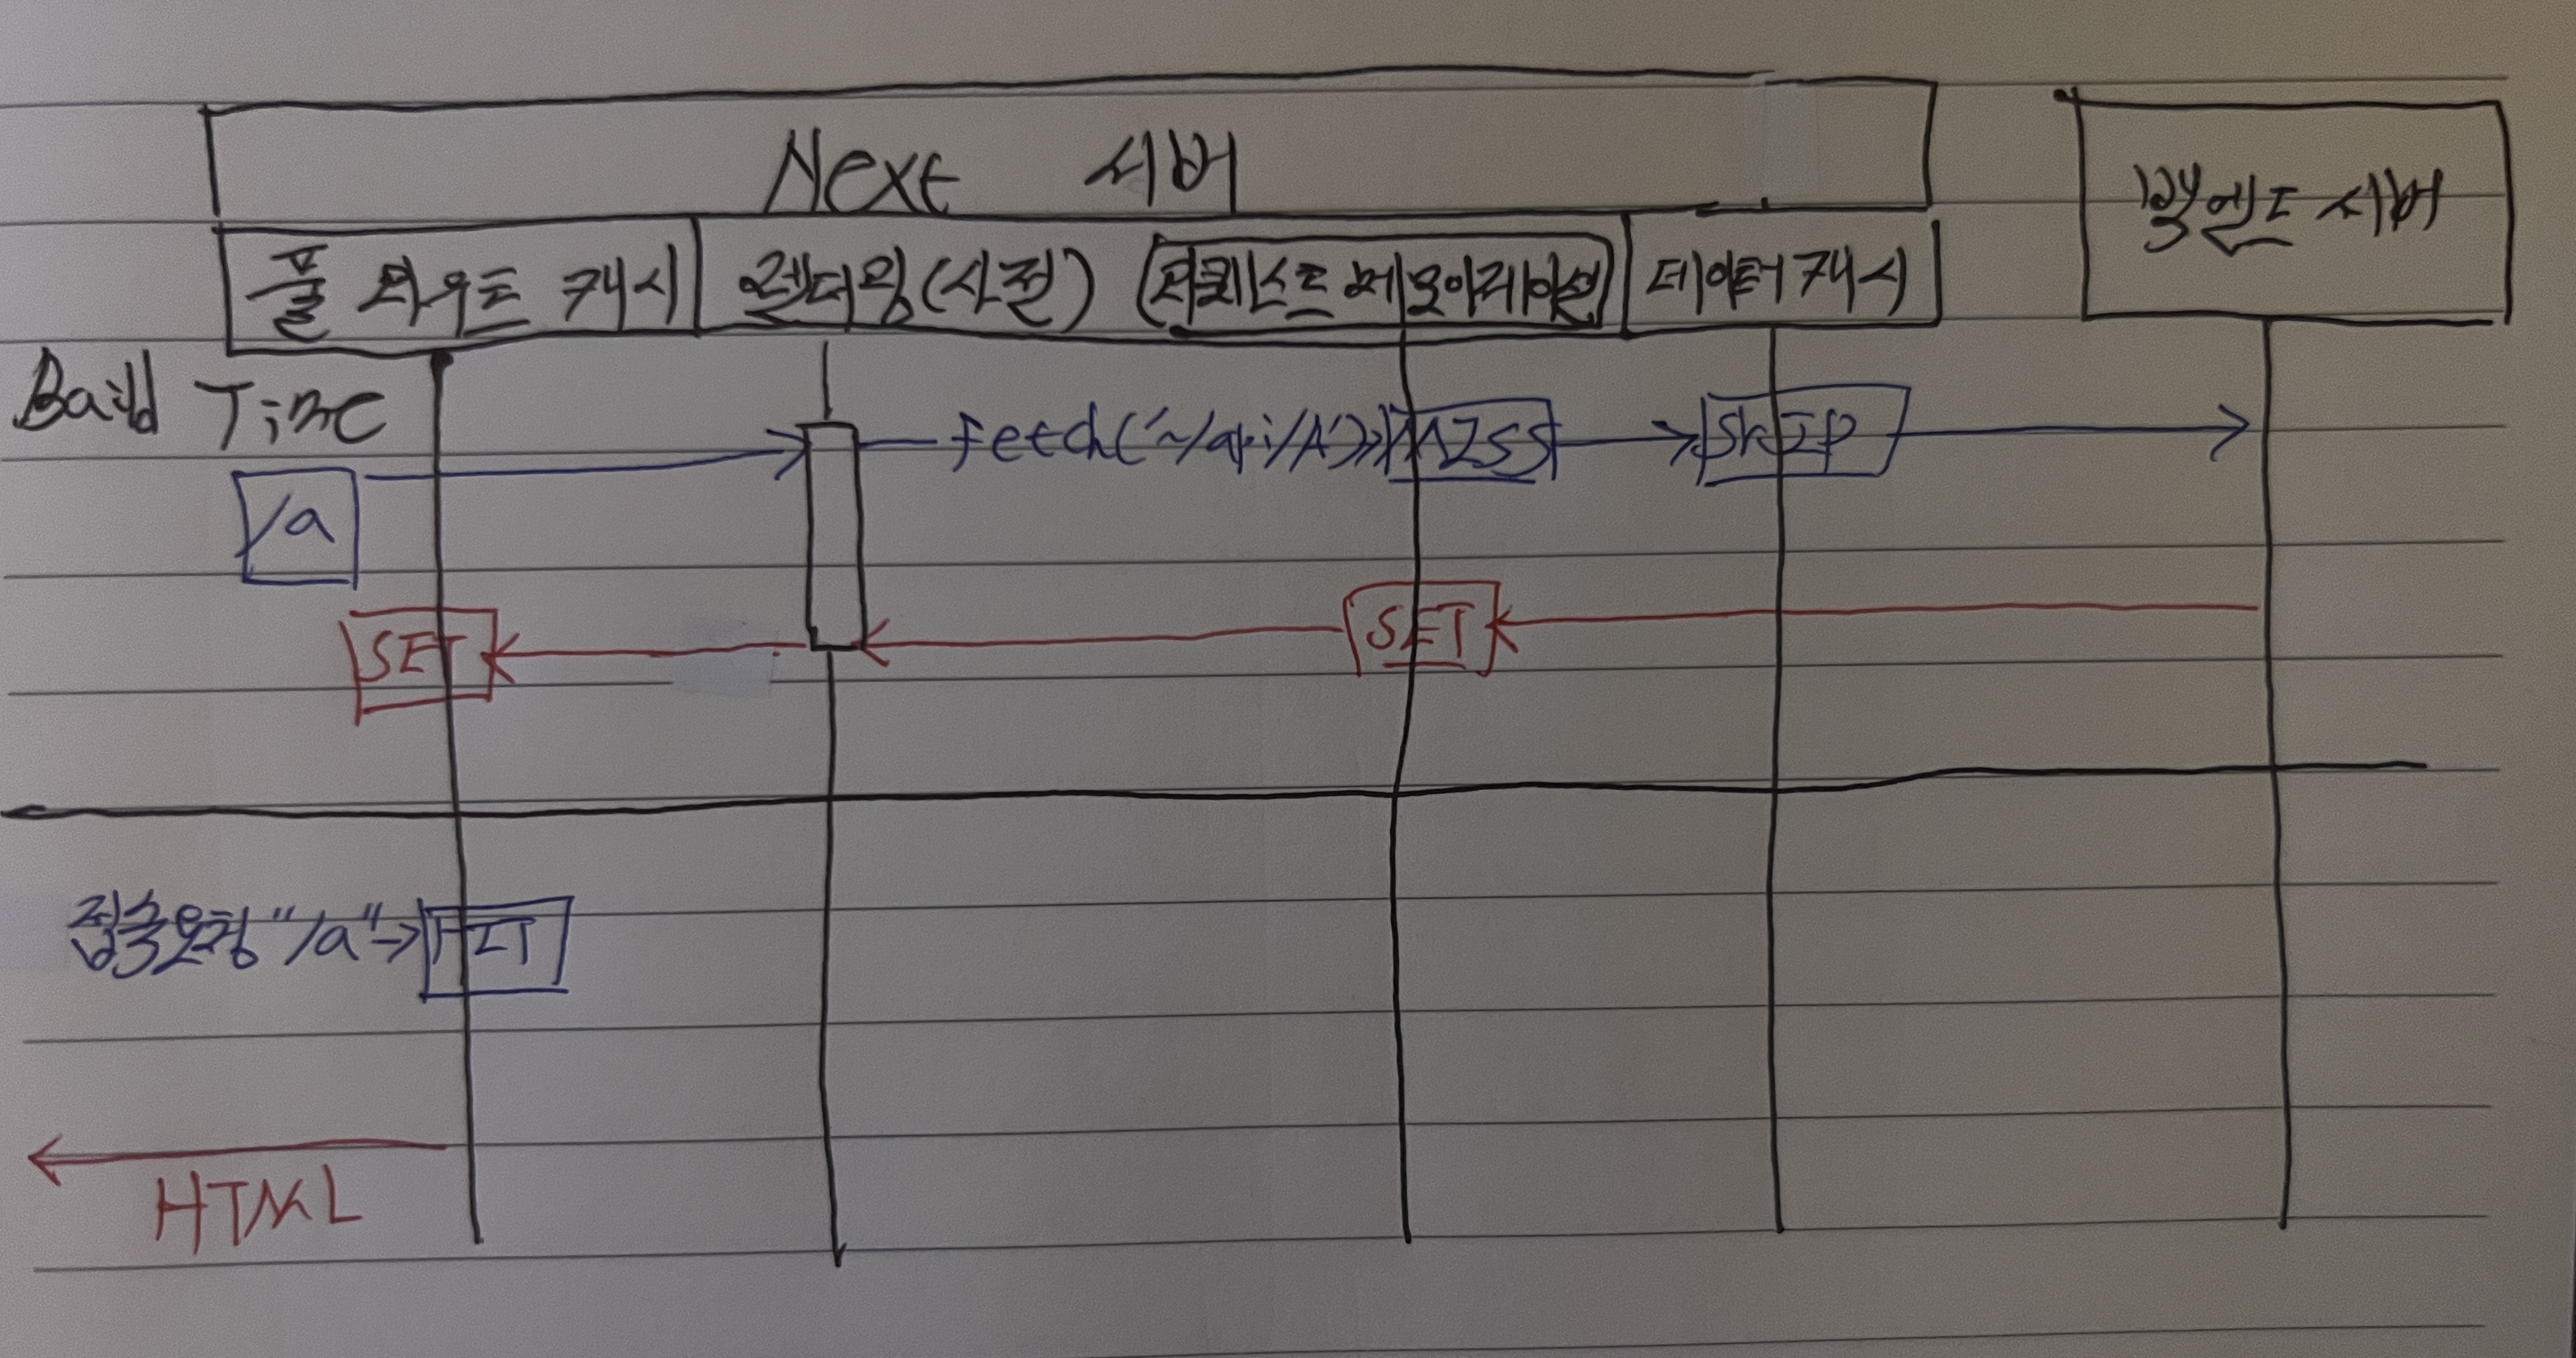 Next 서버
백엔드 서버
풀 라우트 캐시
렌더링(사전)
리퀘스트 메모이제이션
데이터 캐시
Build Time
/a
fetch('~/api/A')
MISS
SKIP
SET
SET
접속요청 "/a"
HIT
HTML